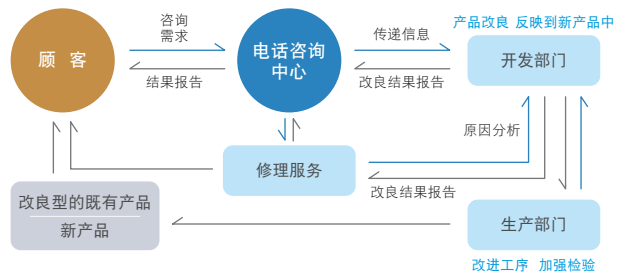 产品改良 反映到新产品中
咨询
需求
传递信息
顾 客
电话咨询
中心
开发部门
结果报告
改良结果报告
原因分析
修理服务
改良结果报告
改良型的既有产品
新产品
生产部门
改进工序 加强检验